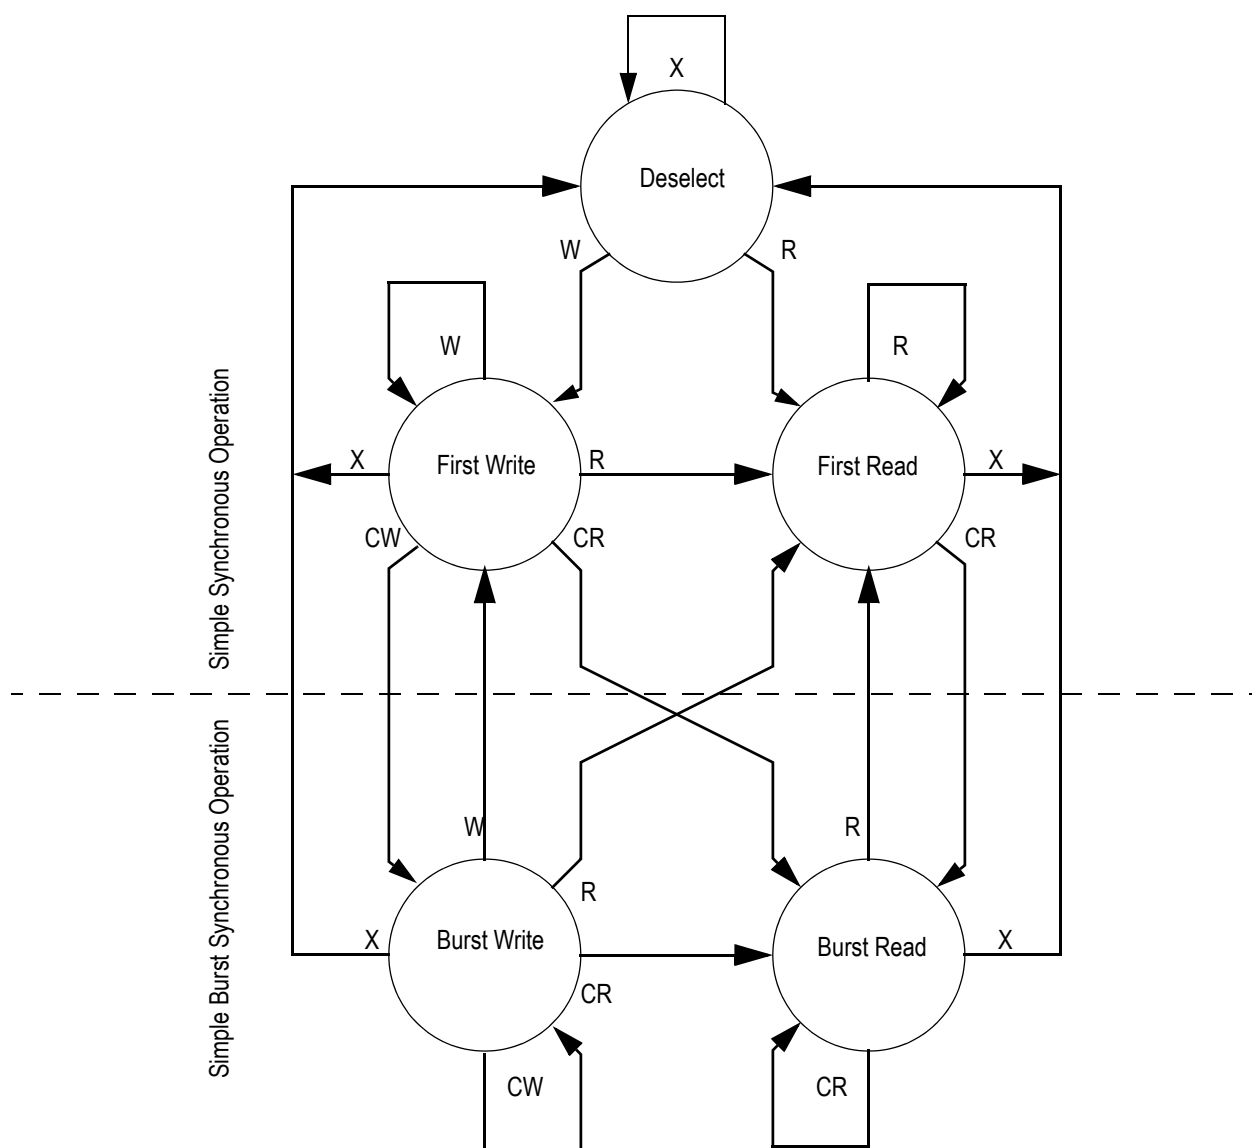 X
Deselect
W
R
W
R
Simple Synchronous Operation
X
First Write
R
First Read
X
CW
CR
CR
Simple Burst Synchronous Operation
W
R
R
X
Burst Write
Burst Read
X
CR
CW
CR